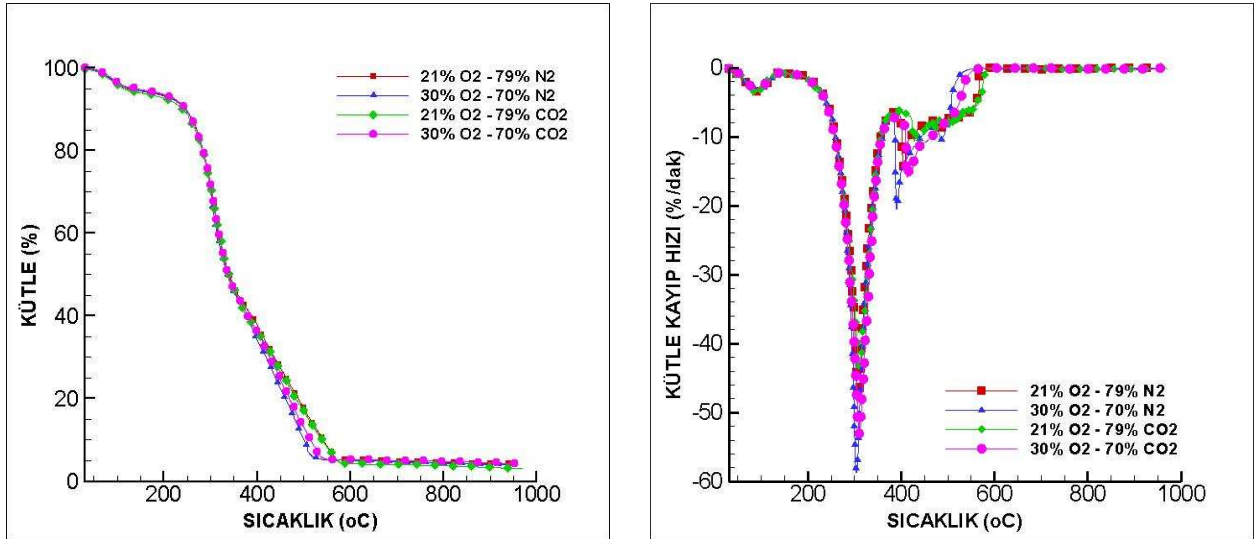 100
80
60
40
20
0
KÜTLE (%)
200
400
600
800
1000
SICAKLIK (oC)
21% O2 - 79% N2
30% O2 - 70% N2
21% O2 - 79% CO2
30% O2 - 70% CO2
0
-10
-20
-30
-40
-50
-60
KÜTLE KAYIP HIZI (%/dak)
200
400
600
800
1000
SICAKLIK (oC)
21% O2 - 79% N2
30% O2 - 70% N2
21% O2 - 79% CO2
30% O2 - 70% CO2